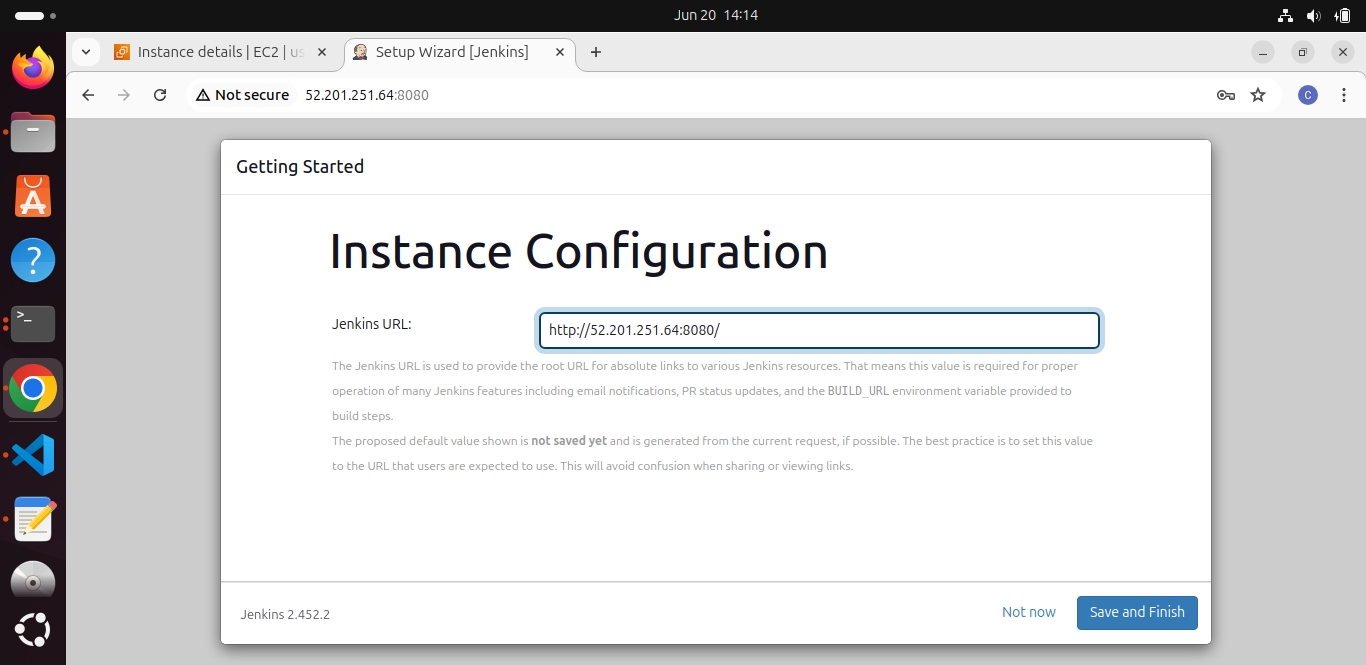 Jun 20 14:14
Instance details | EC2 | us
Setup Wizard [Jenkins]
Not secure 52.201.251.64:8080
C
Getting Started
Instance Configuration
Jenkins URL:
http://52.201.251.64:8080/
The Jenkins URL is used to provide the root URL for absolute links to various Jenkins resources. That means this value is required for proper
operation of many Jenkins features including email notifications, PR status updates, and the BUILD_URL environment variable provided to
build steps.
The proposed default value shown is not saved yet and is generated from the current request, if possible. The best practice is to set this value
to the URL that users are expected to use. This will avoid confusion when sharing or viewing links.
Jenkins 2.452.2
Not now
Save and Finish